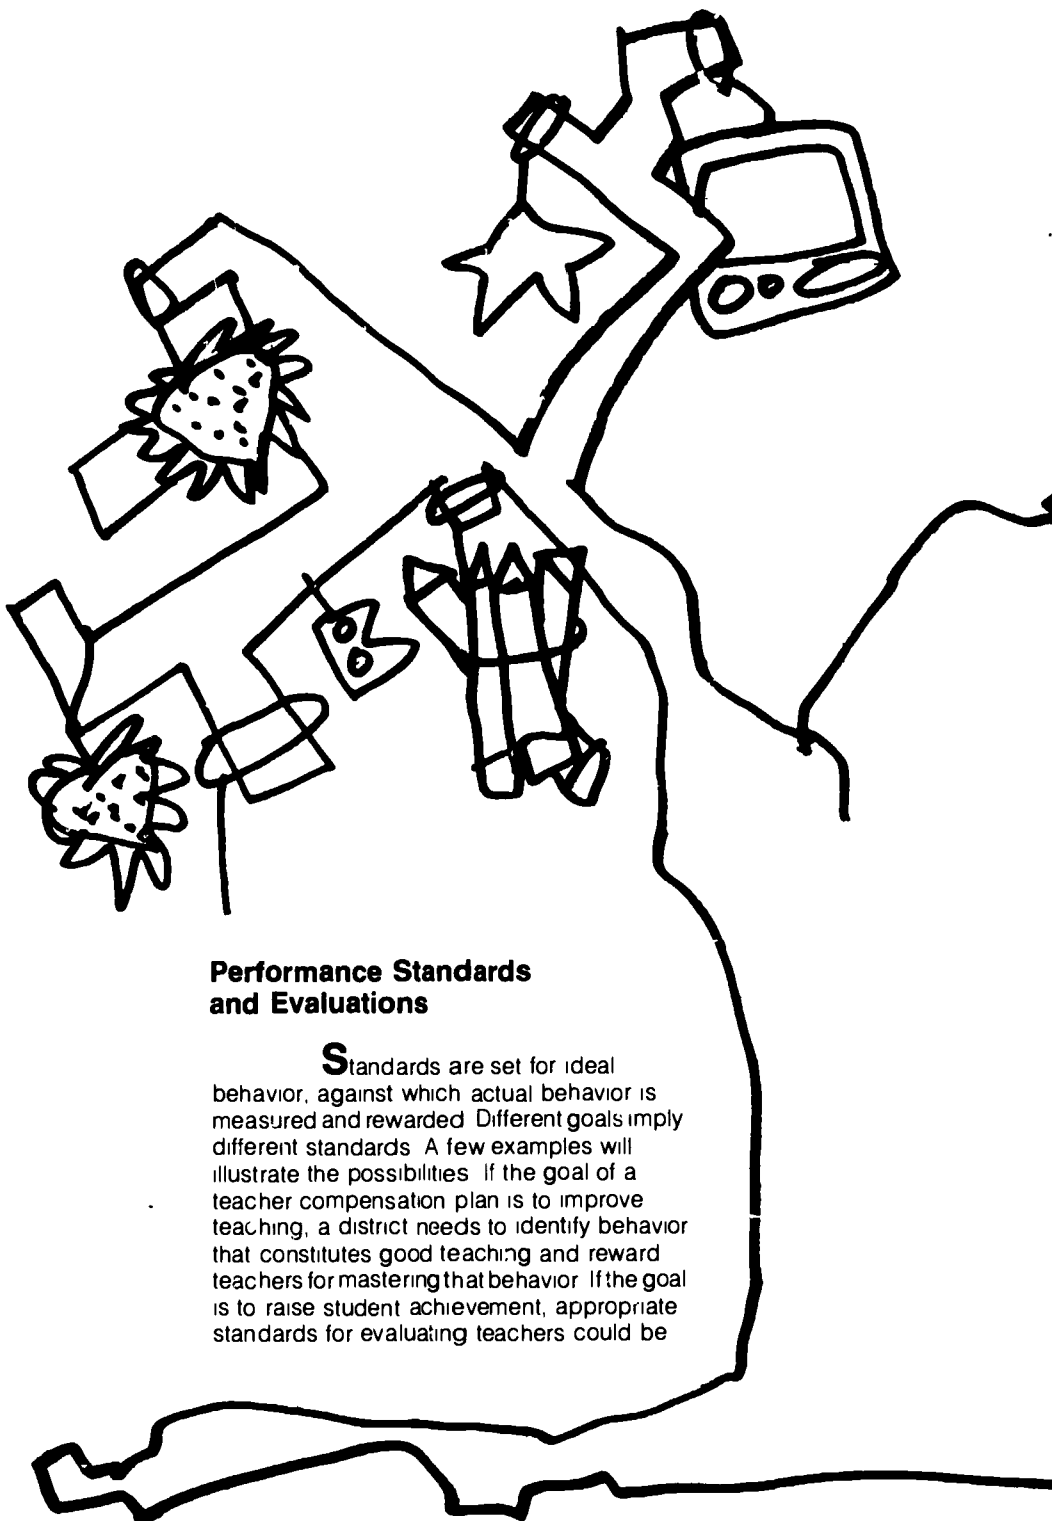 Performance Standards
and Evaluations
Standards are set for ideal
behavior, against which actual behavior is
measured and rewarded Different goals imply
different standards A few examples will
illustrate the possibilities If the goal of a
teacher compensation plan is to improve
teaching, a district needs to identify behavior
that constitutes good teaching and reward
teachers for mastering that behavior If the goal
is to raise student achievement, appropriate
standards for evaluating teachers could be